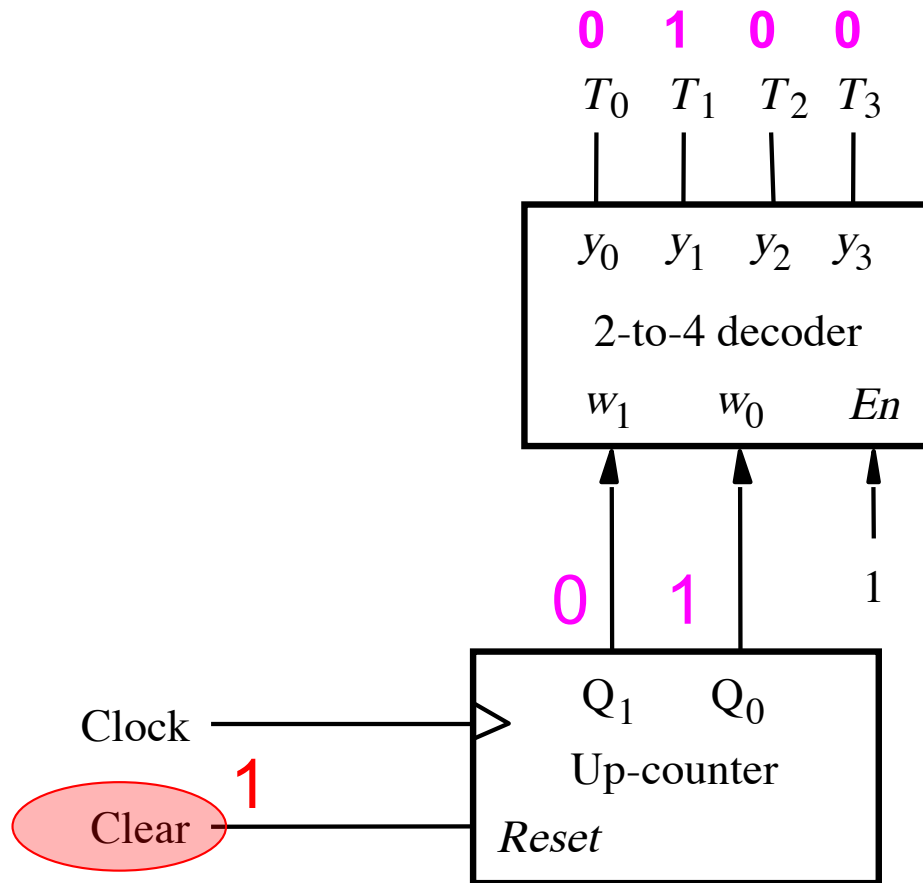 0 1 0 0
T0 T1 T2 T3
y0 y1 y2 y3
2-to-4 decoder
w1 w0 En
0 1 1
Q1 Q0
Clock
Up-counter
1
Clear
Reset